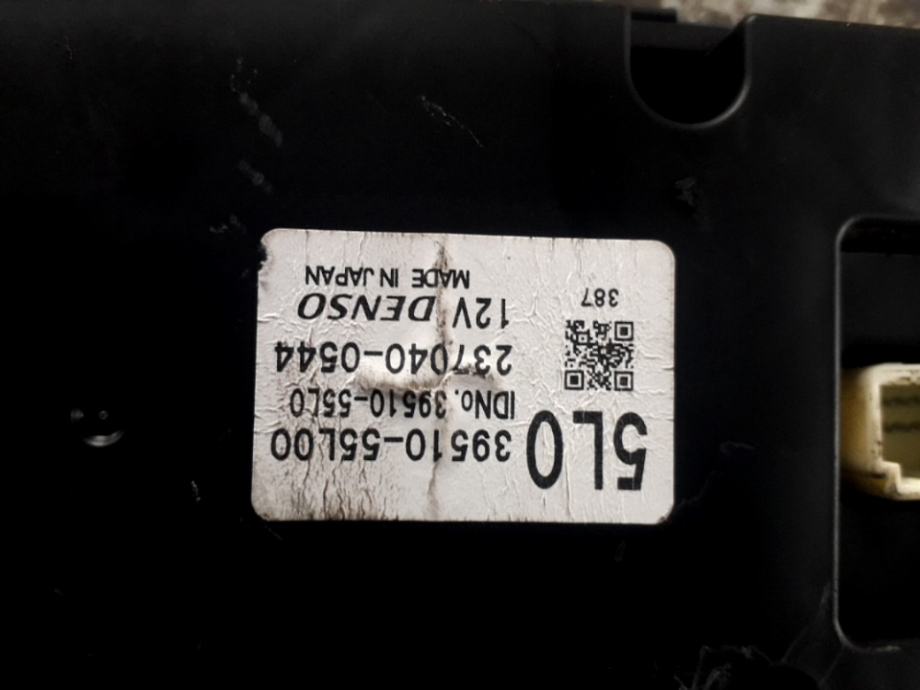 5L0
39510-55L00
IDNo. 39510-55L0
237040-0544
12V DENSO
MADE IN JAPAN
387